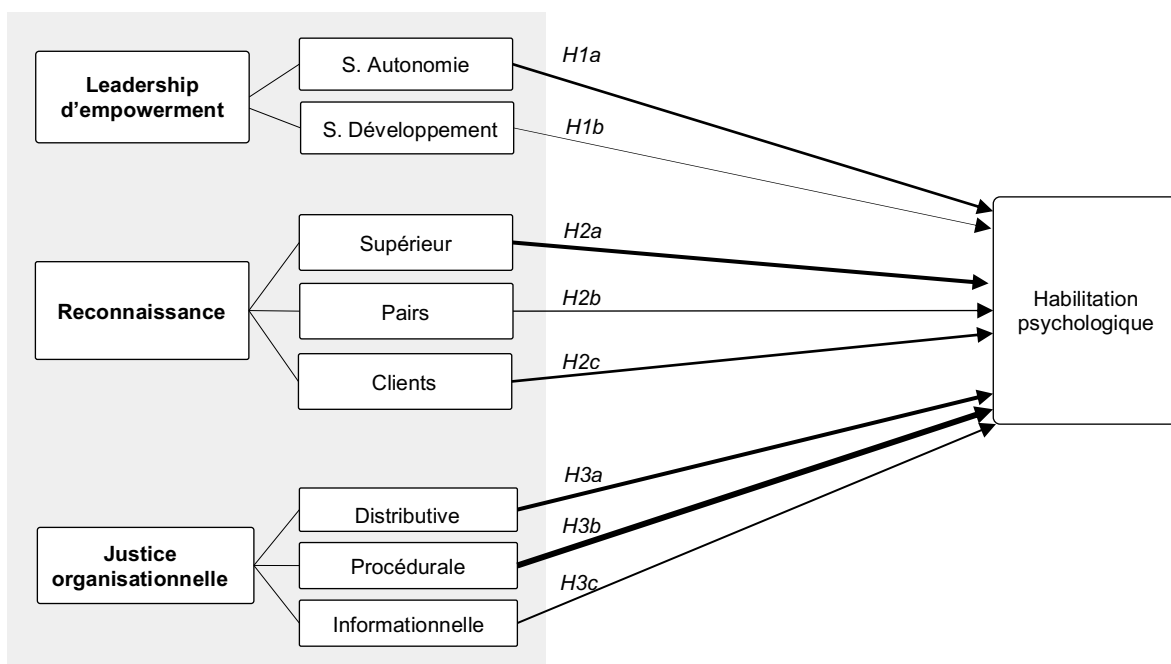 Leadership
d'empowerment
S. Autonomie
S. Développement
H1a
H1b
Reconnaissance
Supérieur
Pairs
Clients
H2a
H2b
H2c
Habilitation
psychologique
Justice
organisationnelle
Distributive
Procédurale
Informationnelle
H3a
H3b
H3c